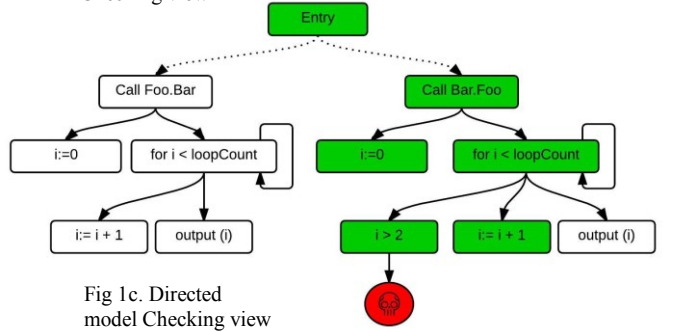 Entry
Call Foo.Bar
Call Bar.Foo
i:=0
for i < loopCount
i:=0
for i < loopCount
i:= i + 1
output (i)
i > 2
i:= i + 1
output (i)
Fig 1c. Directed
model Checking view